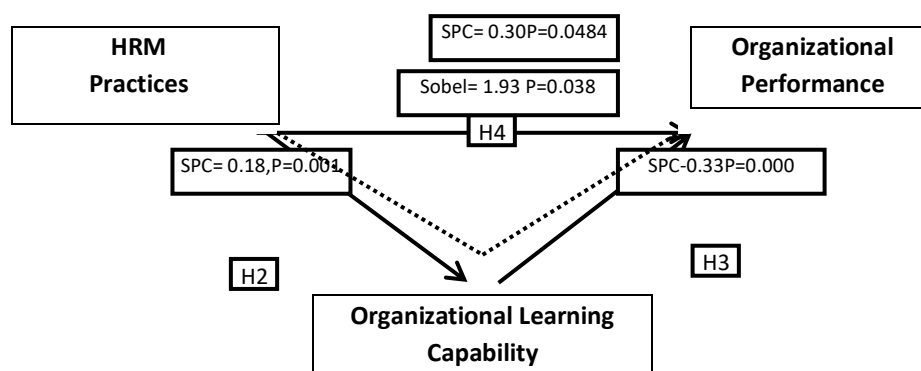 HRM
Practices
SPC= 0.30P=0.0484
Organizational
Performance
Sobel= 1.93 P=0.038
H4
SPC= 0.18,P=0.001
SPC-0.33P=0.000
H2
H3
Organizational Learning
Capability